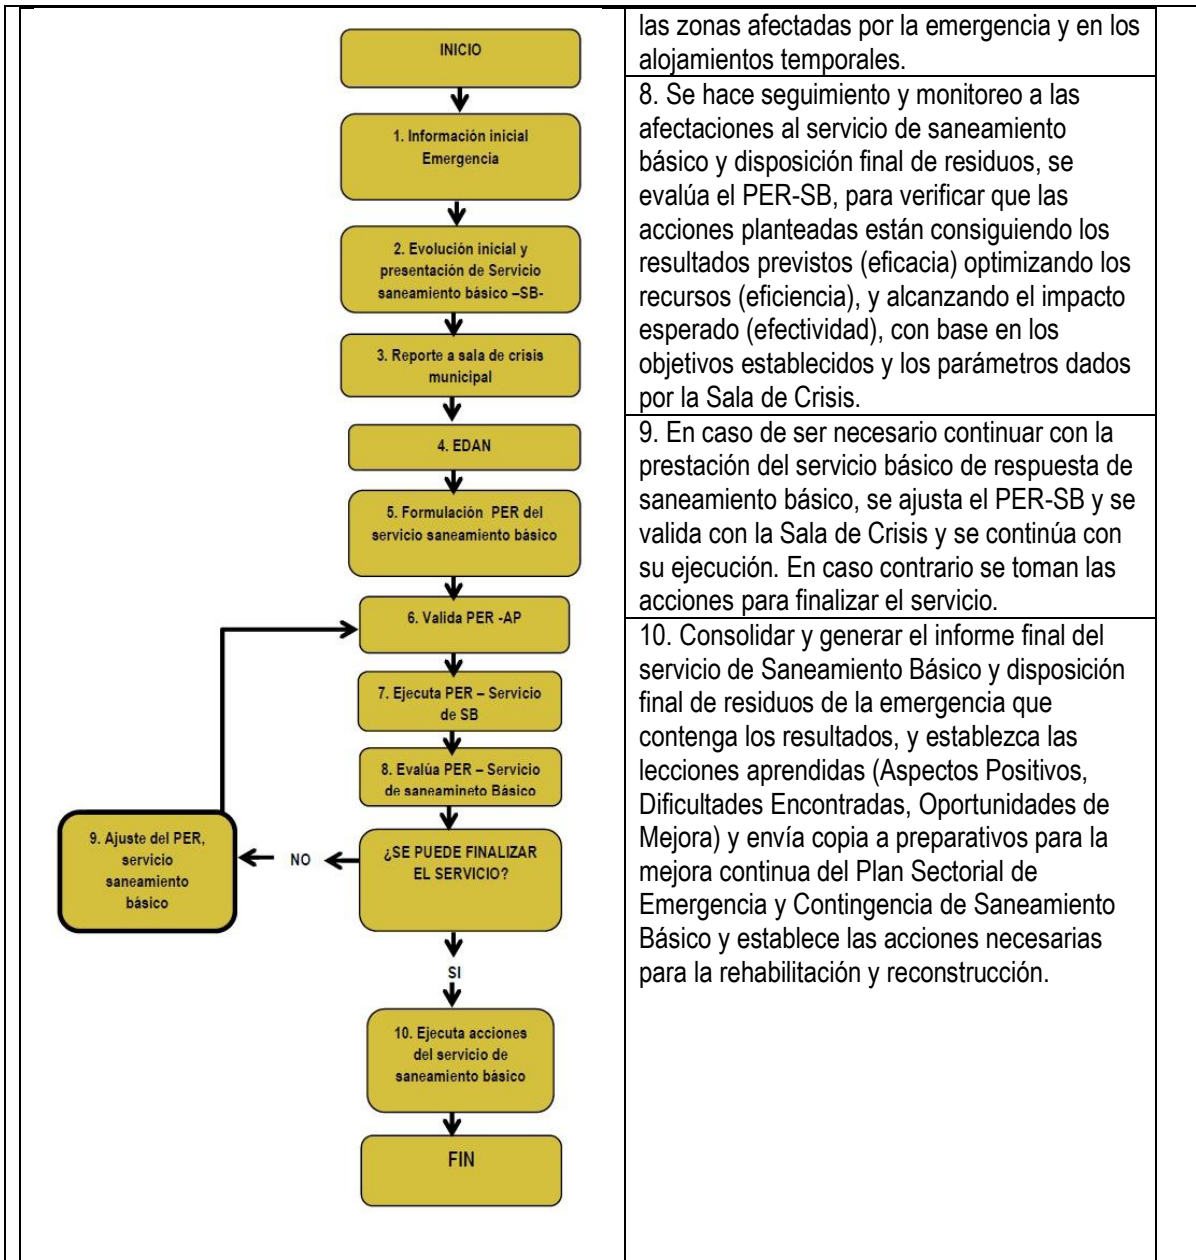 INICIO
1. Información inicial
Emergencia
2. Evolución inicial y
presentación de Servicio
saneamiento básico –SB-
3. Reporte a sala de crisis
municipal
4. EDAN
5. Formulación PER del
servicio saneamiento básico
6. Valida PER -AP
7. Ejecuta PER – Servicio
de SB
8. Evalúa PER – Servicio
de saneamineto Básico
¿SE PUEDE FINALIZAR
EL SERVICIO?
NO
9. Ajuste del PER,
servicio
saneamiento
básico
SI
10. Ejecuta acciones
del servicio de
saneamiento básico
FIN
las zonas afectadas por la emergencia y en los
alojamientos temporales.
8. Se hace seguimiento y monitoreo a las
afectaciones al servicio de saneamiento
básico y disposición final de residuos, se
evalúa el PER-SB, para verificar que las
acciones planteadas están consiguiendo los
resultados previstos (eficacia) optimizando los
recursos (eficiencia), y alcanzando el impacto
esperado (efectividad), con base en los
objetivos establecidos y los parámetros dados
por la Sala de Crisis.
9. En caso de ser necesario continuar con la
prestación del servicio básico de respuesta de
saneamiento básico, se ajusta el PER-SB y se
valida con la Sala de Crisis y se continúa con
su ejecución. En caso contrario se toman las
acciones para finalizar el servicio.
10. Consolidar y generar el informe final del
servicio de Saneamiento Básico y disposición
final de residuos de la emergencia que
contenga los resultados, y establezca las
lecciones aprendidas (Aspectos Positivos,
Dificultades Encontradas, Oportunidades de
Mejora) y envía copia a preparativos para la
mejora continua del Plan Sectorial de
Emergencia y Contingencia de Saneamiento
Básico y establece las acciones necesarias
para la rehabilitación y reconstrucción.